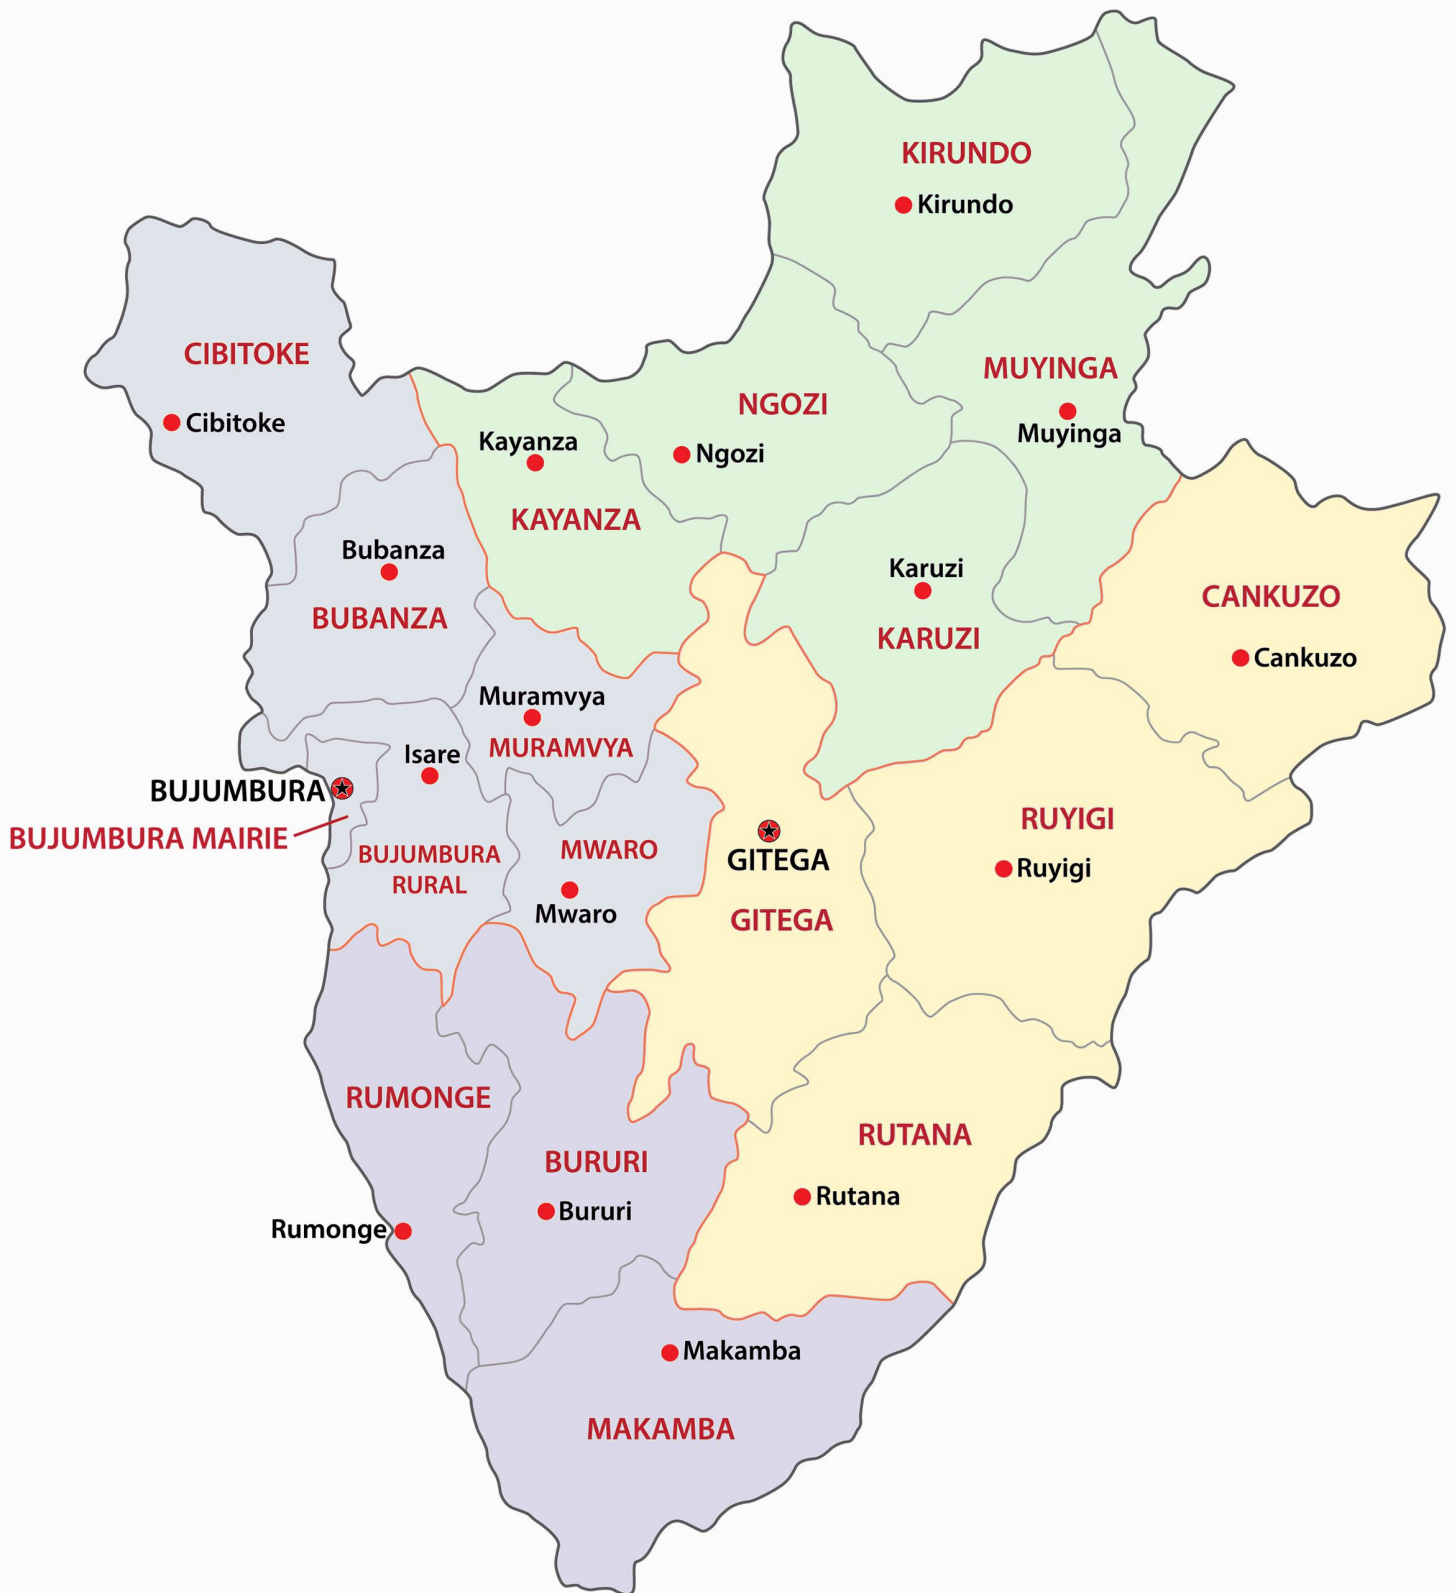 KIRUNDO
Kirundo
CIBITOKE
Cibitoke
MUYINGA
Muyinga
NGOZI
Ngozi
Kayanza
KAYANZA
Bubanza
BUBANZA
Karuzi
KARUZI
CANKUZO
Cankuzo
Muramvya
MURAMVYA
Isare
BUJUMBURA
BUJUMBURA MAIRIE
BUJUMBURA
RURAL
MWARO
Mwaro
GITEGA
GITEGA
RUYIGI
Ruyigi
RUMONGE
Rumonge
BURURI
Bururi
RUTANA
Rutana
Makamba
MAKAMBA